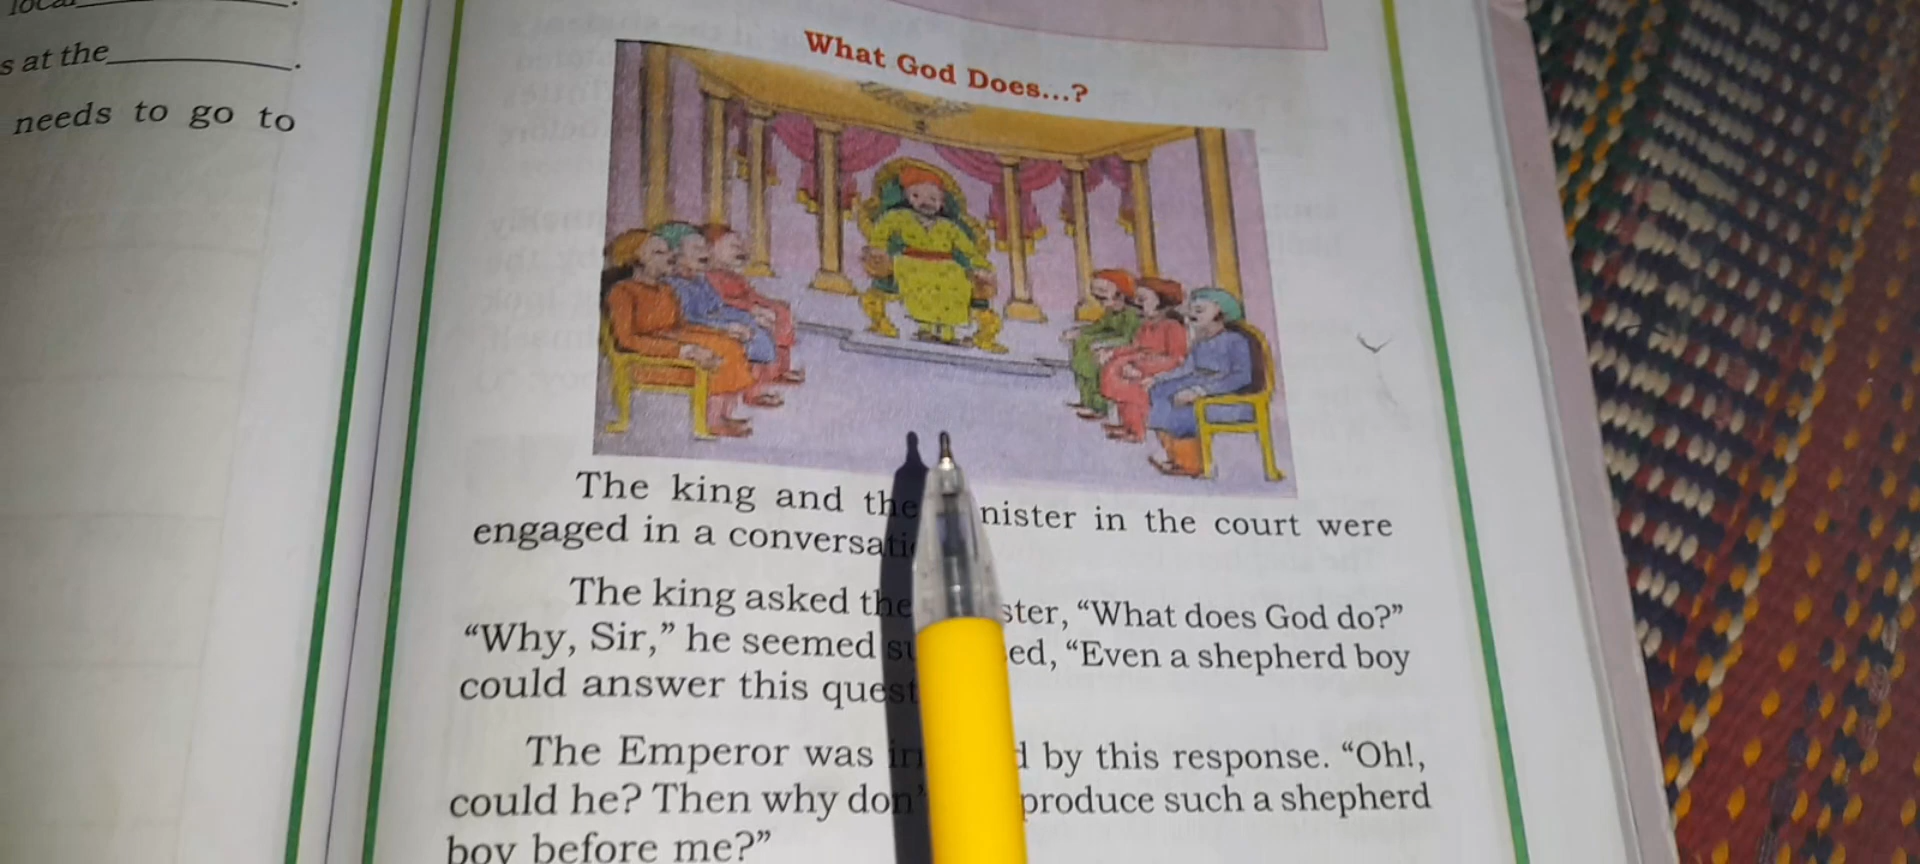 s at the
needs to go to
What God Does...?
The king and the nister in the court were
engaged in a conversati
The king asked the ster, “What does God do?”
“Why, Sir,” he seemed s ed, “Even a shepherd boy
could answer this quest
The Emperor was ir d by this response. “Oh!,
could he? Then why don’ produce such a shepherd
boy before me?”